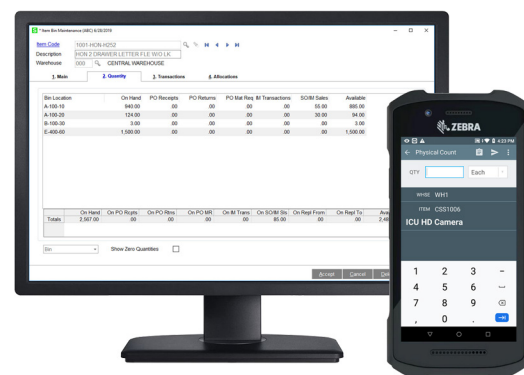 *Item Bin Maintenance (ABC) 6/28/2019
Item Code 1001-HON-H252
Description HON 2 DRAWER LETTER FLE W/O LK
Warehouse 000 CENTRAL WAREHOUSE
1. Main 2. Quantity 3. Transactions 4. Allocations
Bin Location On Hand PO Receipts PO Returns PO Mat Req IM Transactions SO/IM Sales Available
A-100-10 940.00 .00 .00 .00 .00 55.00 885.00
A-100-20 124.00 .00 .00 .00 .00 30.00 94.00
B-100-30 3.00 .00 .00 .00 .00 .00 3.00
E-400-60 1,500.00 .00 .00 .00 .00 .00 1,500.00
On Hand On PO Rcpts On PO Rtns On PO MR On IM Trans On SO/IM Sls On Repl From On Repl To
Totals 2,567.00 .00 .00 .00 .00 85.00 .00 .00
Bin Show Zero Quantities
Accept Cancel
ZEBRA
4:23 PM
Physical Count
QTY Each
WHSE WH1
ITEM CSS1006
ICU HD Camera
1 2 3 -
4 5 6
7 8 9
, 0 .